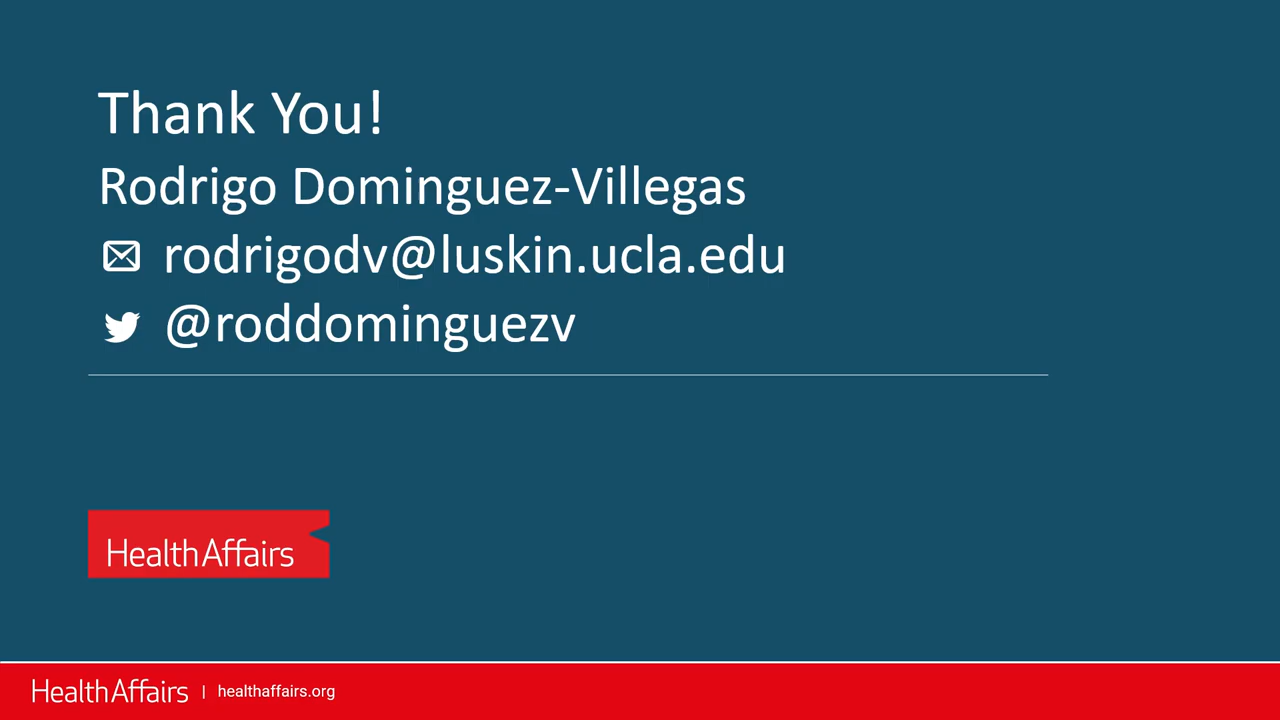 Thank You!
Rodrigo Dominguez-Villegas
rodrigodv@luskin.ucla.edu
@roddominguezv
HealthAffairs
HealthAffairs | healthaffairs.org